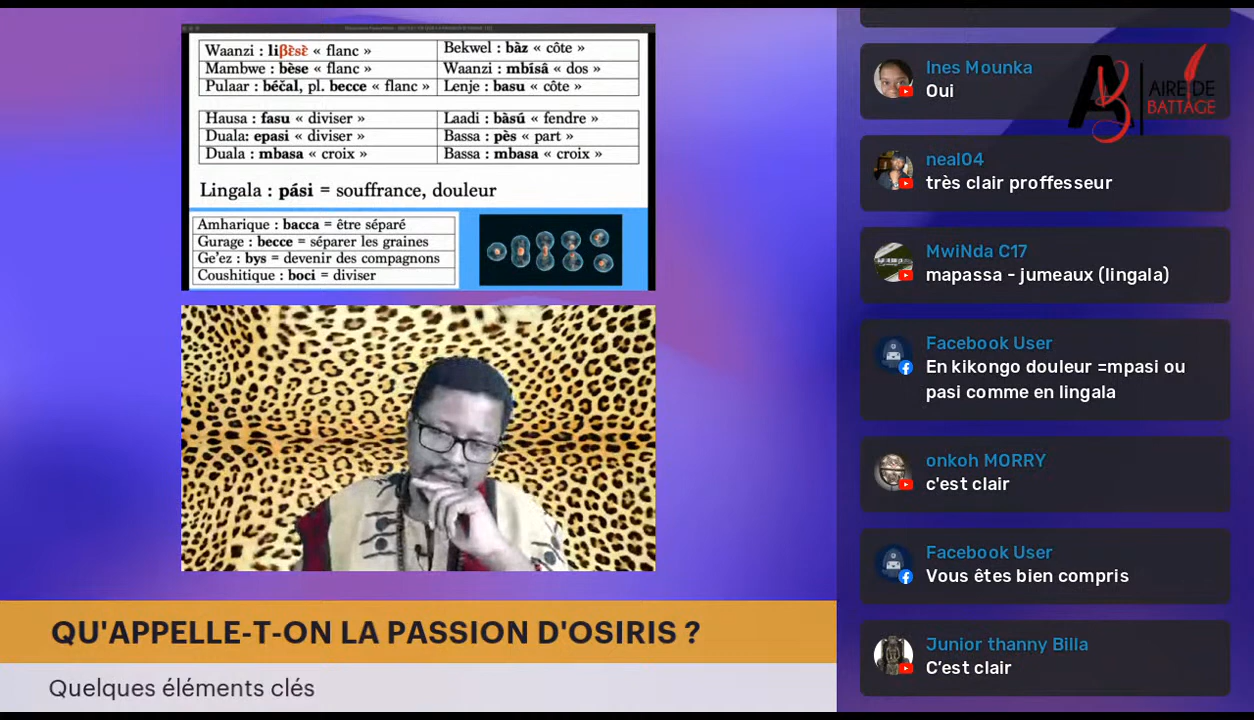 Waanzi : liβὲsὲ « flanc »
Bekwel : bàz « côte »
Mambwe : bèse « flanc »
Waanzi : mbísâ « dos »
Pulaar : béčal, pl. becce « flanc »
Lenje : basu « côte »
Hausa : fasu « diviser »
Laadi : bàsú « fendre »
Duala: epasi « diviser »
Bassa : pès « part »
Duala : mbasa « croix »
Bassa : mbasa « croix »
Lingala : pási = souffrance, douleur
Amharique : bacca = être séparé
Gurage : becce = séparer les graines
Ge'ez : bys = devenir des compagnons
Coushitique : boci = diviser
QU'APPELLE-T-ON LA PASSION D'OSIRIS ?
Quelques éléments clés
AB
AIRE DE
BATTAGE
Ines Mounka
Oui
neal04
très clair proffesseur
MwiNda C17
mapassa - jumeaux (lingala)
Facebook User
En kikongo douleur =mpasi ou
pasi comme en lingala
onkoh MORRY
c'est clair
Facebook User
Vous êtes bien compris
Junior thanny Billa
C’est clair